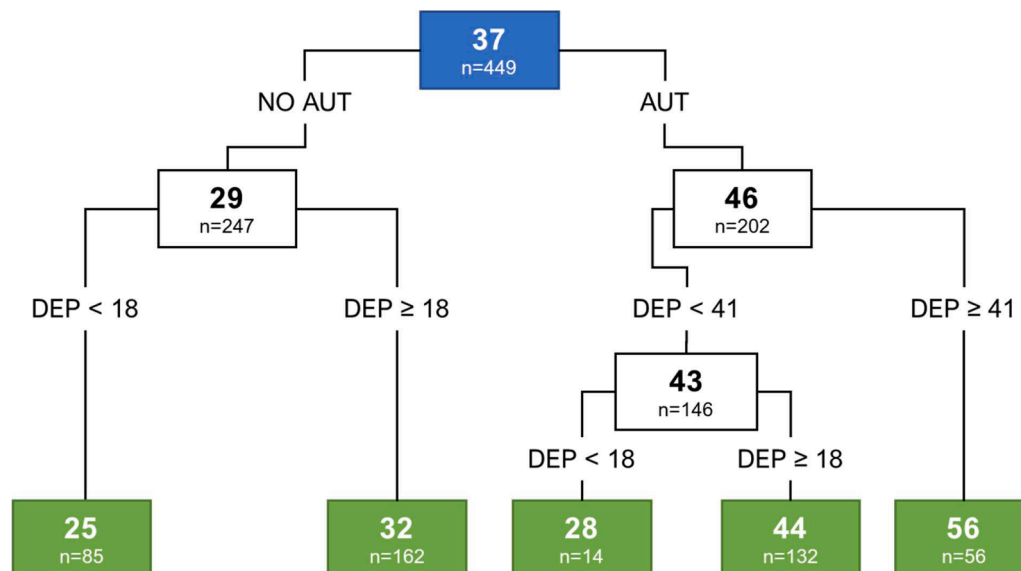 37
n=449
NO AUT
AUT
29
n=247
46
n=202
DEP < 18
DEP ≥ 18
DEP < 41
DEP ≥ 41
43
n=146
DEP < 18
DEP ≥ 18
25
n=85
32
n=162
28
n=14
44
n=132
56
n=56